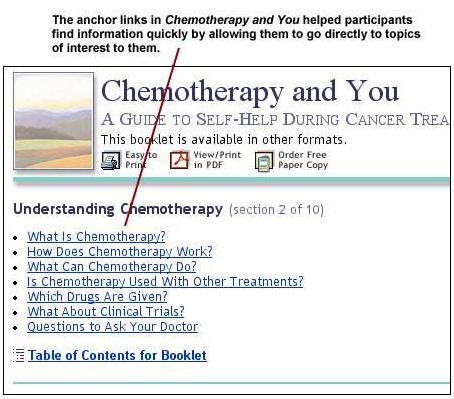 The anchor links in Chemotherapy and You helped participants
find information quickly by allowing them to go directly to topics
of interest to them.
Chemotherapy and You
A GUIDE TO SELF-HELP DURING CANCER TREA
This booklet is available in other formats.
Easy to Print
View/Print in PDF
Order Free Paper Copy
Understanding Chemotherapy (section 2 of 10)
What Is Chemotherapy?
How Does Chemotherapy Work?
What Can Chemotherapy Do?
Is Chemotherapy Used With Other Treatments?
Which Drugs Are Given?
What About Clinical Trials?
Questions to Ask Your Doctor
Table of Contents for Booklet